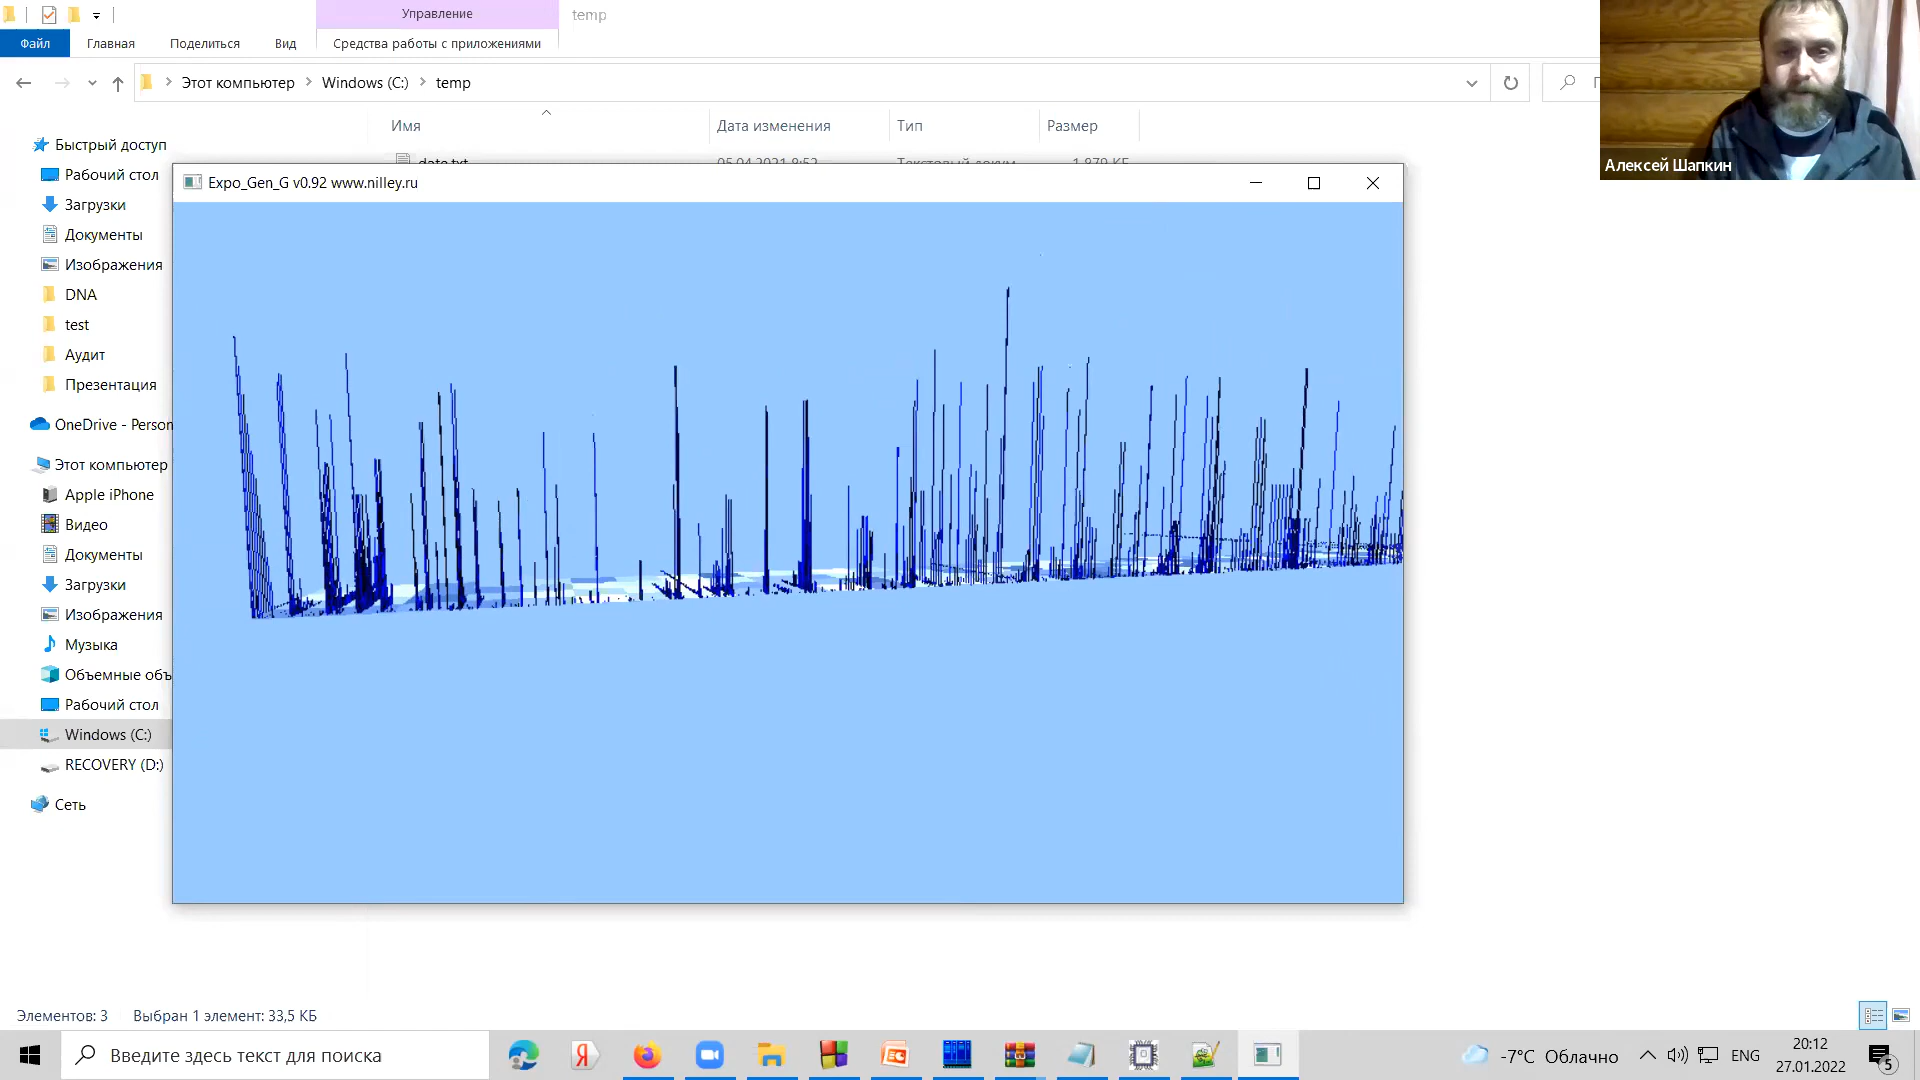 Управление
temp
Файл
Главная
Поделиться
Вид
Средства работы с приложениями
Этот компьютер
Windows (C:)
temp
Имя
Дата изменения
Тип
Размер
Алексей Шапкин
Быстрый доступ
Рабочий стол
Загрузки
Документы
Изображения
DNA
test
Аудит
Презентация
OneDrive - Person
Этот компьютер
Apple iPhone
Видео
Документы
Загрузки
Изображения
Музыка
Объемные объ
Рабочий стол
Windows (C:)
RECOVERY (D:)
Сеть
Expo_Gen_G v0.92 www.nilley.ru
Элементов: 3
Выбран 1 элемент: 33,5 КБ
Введите здесь текст для поиска
-7°C Облачно
ENG
20:12
27.01.2022
5